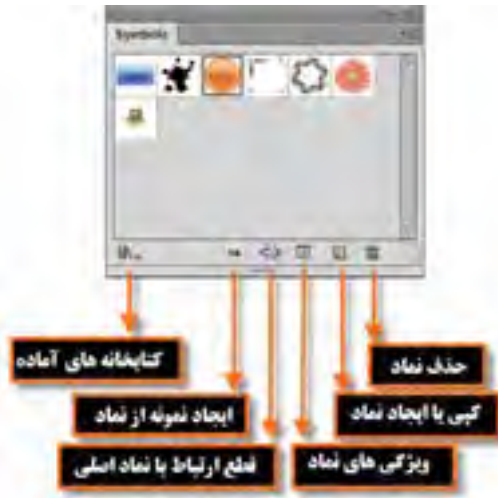 Symbols
کتابخانه های آماده
حذف نماد
ایجاد نمونه از نماد
کپی یا ایجاد نماد
قطع ارتباط با نماد اصلی
ویژگی های نماد